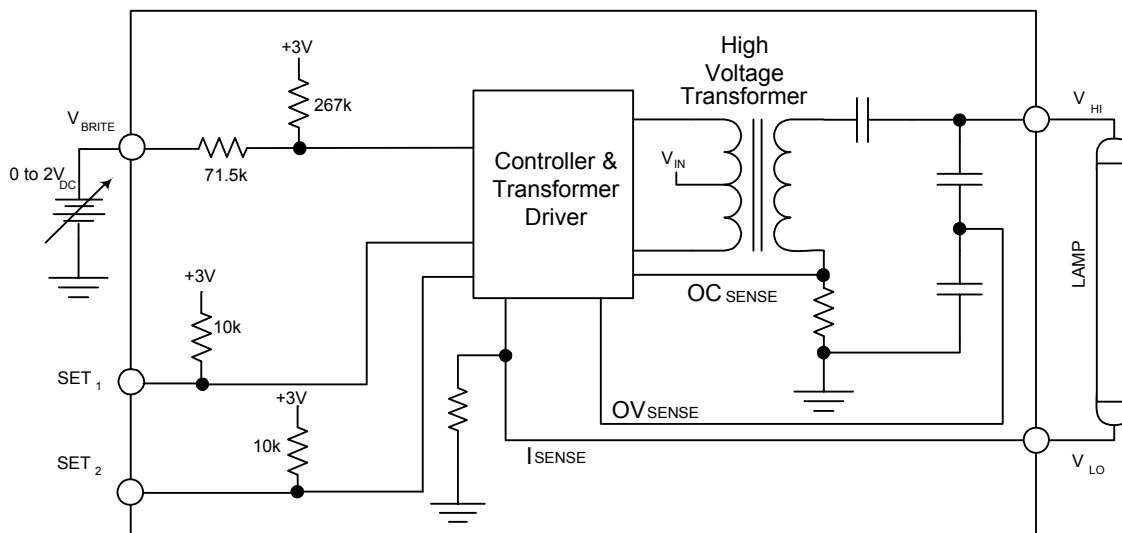 +3V
267k
V BRITE
71.5k
0 to 2V DC
Controller &
Transformer
Driver
High
Voltage
Transformer
V IN
V HI
LAMP
OC SENSE
+3V
10k
SET 1
+3V
10k
SET 2
OV SENSE
I SENSE
V LO